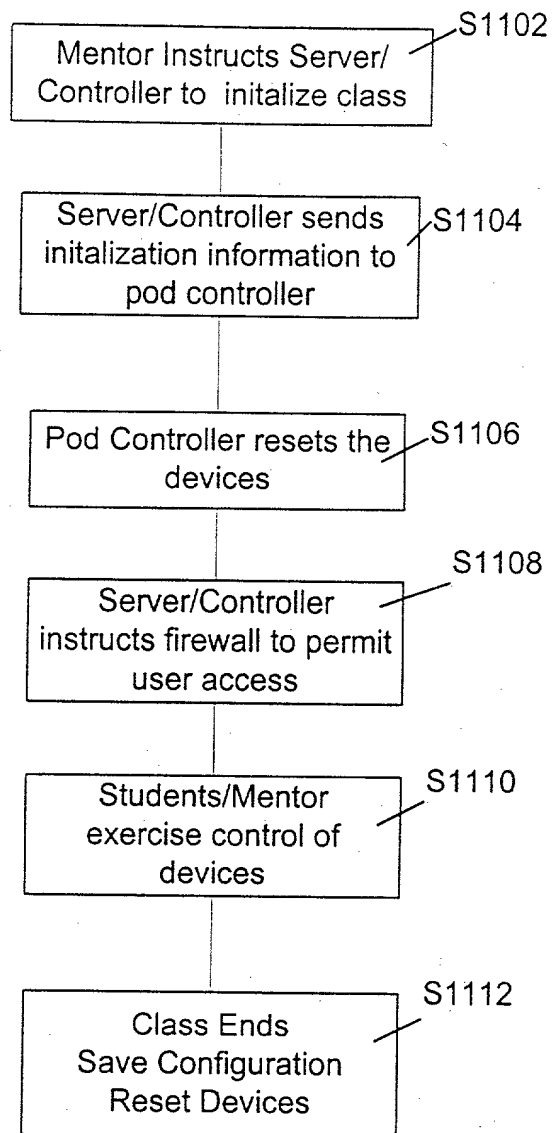 S1102
Mentor Instructs Server/
Controller to initalize class
Server/Controller sends
initalization information to
pod controller
S1104
Pod Controller resets the
devices
S1106
S1108
Server/Controller
instructs firewall to permit
user access
S1110
Students/Mentor
exercise control of
devices
S1112
Class Ends
Save Configuration
Reset Devices